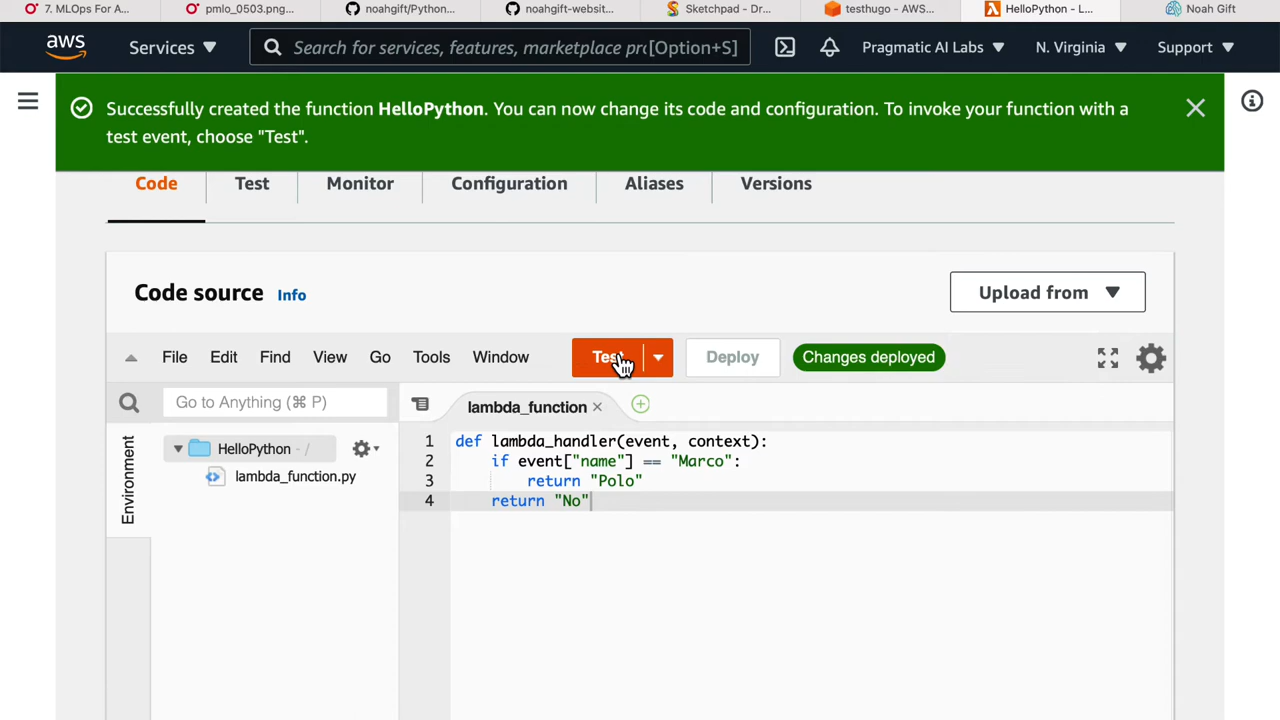 7. MLOps For A...
pmlo_0503.png...
noahgift/Python...
noahgift-websit...
Sketchpad - Dr...
testhugo - AWS...
HelloPython - L...
Noah Gift
aws
Services
Search for services, features, marketplace pr
[Option+S]
Pragmatic AI Labs
N. Virginia
Support
Successfully created the function HelloPython. You can now change its code and configuration. To invoke your function with a
test event, choose "Test".
Code
Test
Monitor
Configuration
Aliases
Versions
Code source
Info
Upload from
File
Edit
Find
View
Go
Tools
Window
Test
Deploy
Changes deployed
Go to Anything (⌘ P)
lambda_function
Environment
HelloPython - /
lambda_function.py
1 def lambda_handler(event, context):
2 if event["name"] == "Marco":
3 return "Polo"
4 return "No"